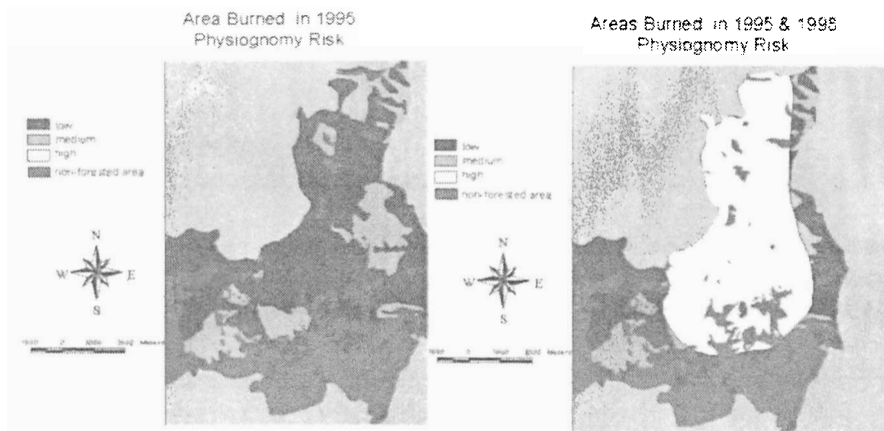 Area Burned in 1995
Physiognomy Risk
low
medium
high
non-forested area
N
W E
S
Areas Burned in 1995 & 1998
Physiognomy Risk
low
medium
high
non-forested area
N
W E
S